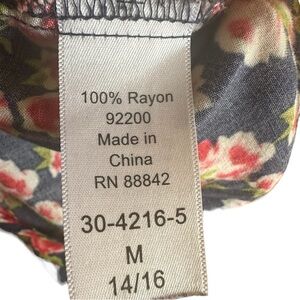 100% Rayon
92200
Made in
China
RN 88842
30-4216-5
M
14/16